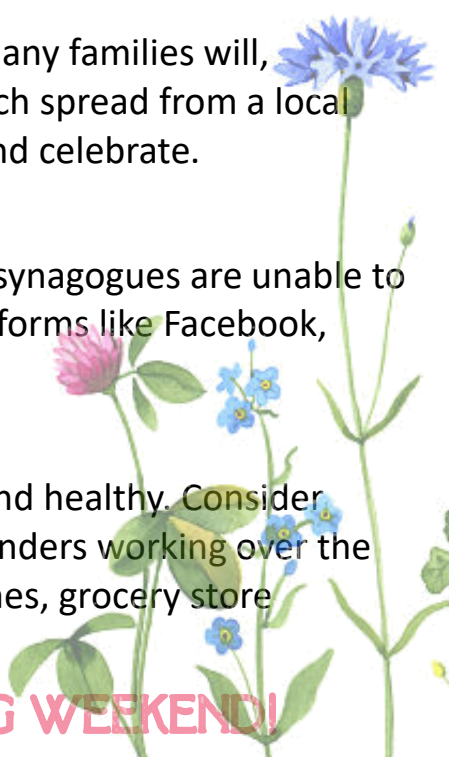 any families will,
ch spread from a local
nd celebrate.
synagogues are unable to
forms like Facebook,
nd healthy. Consider
nders working over the
nes, grocery store
G WEEKEND!